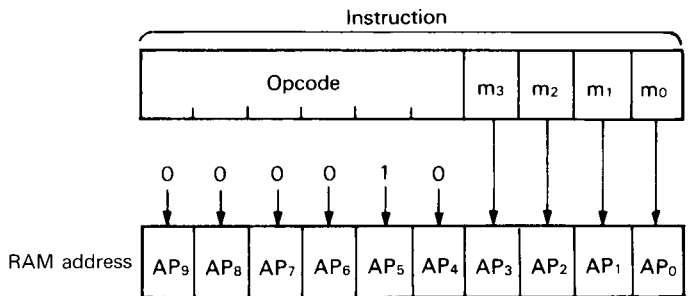 Instruction
Opcode m3 m2 m1 m0
0 0 0 0 1 0
RAM address AP9 AP8 AP7 AP6 AP5 AP4 AP3 AP2 AP1 AP0